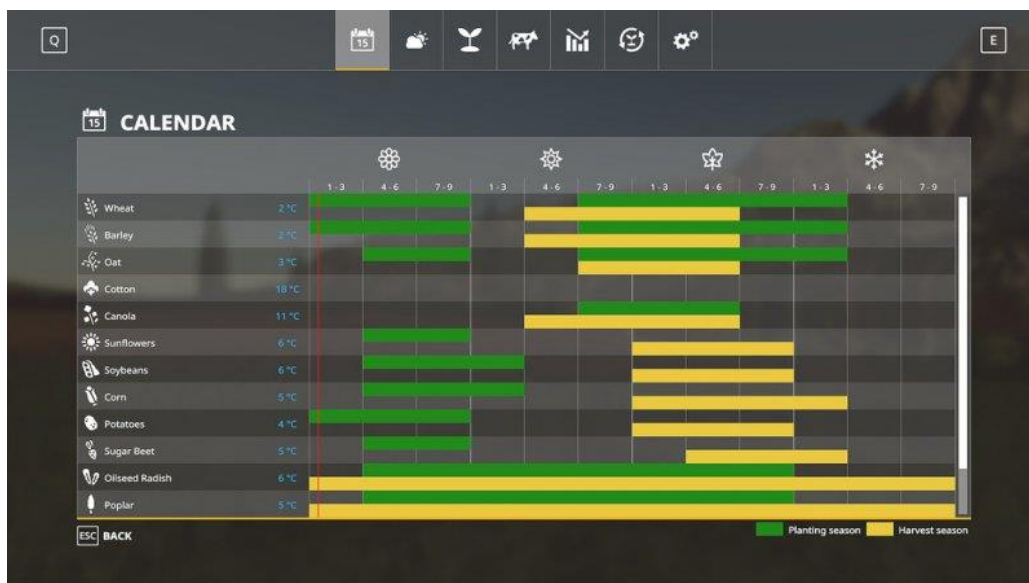 Q
15
E
15 CALENDAR
1 - 3 4 - 6 7 - 9 1 - 3 4 - 6 7 - 9 1 - 3 4 - 6 7 - 9 1 - 3 4 - 6 7 - 9
Wheat 2 °C
Barley 2 °C
Oat 3 °C
Cotton 18 °C
Canola 11 °C
Sunflowers 6 °C
Soybeans 6 °C
Corn 5 °C
Potatoes 4 °C
Sugar Beet 5 °C
Oilseed Radish 6 °C
Poplar 5 °C
ESC BACK
Planting season Harvest season